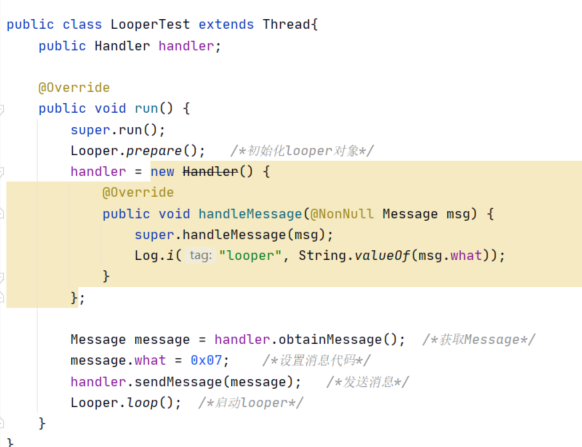 public class LooperTest extends Thread{
    public Handler handler;

    @Override
    public void run() {
        super.run();
        Looper.prepare();   /*初始化looper对象*/
        handler = new Handler() {
            @Override
            public void handleMessage(@NonNull Message msg) {
                super.handleMessage(msg);
                Log.i( tag: "looper", String.valueOf(msg.what));
            }
        };

        Message message = handler.obtainMessage();  /*获取Message*/
        message.what = 0x07;    /*设置消息代码*/
        handler.sendMessage(message);   /*发送消息*/
        Looper.loop();  /*启动looper*/
    }
}